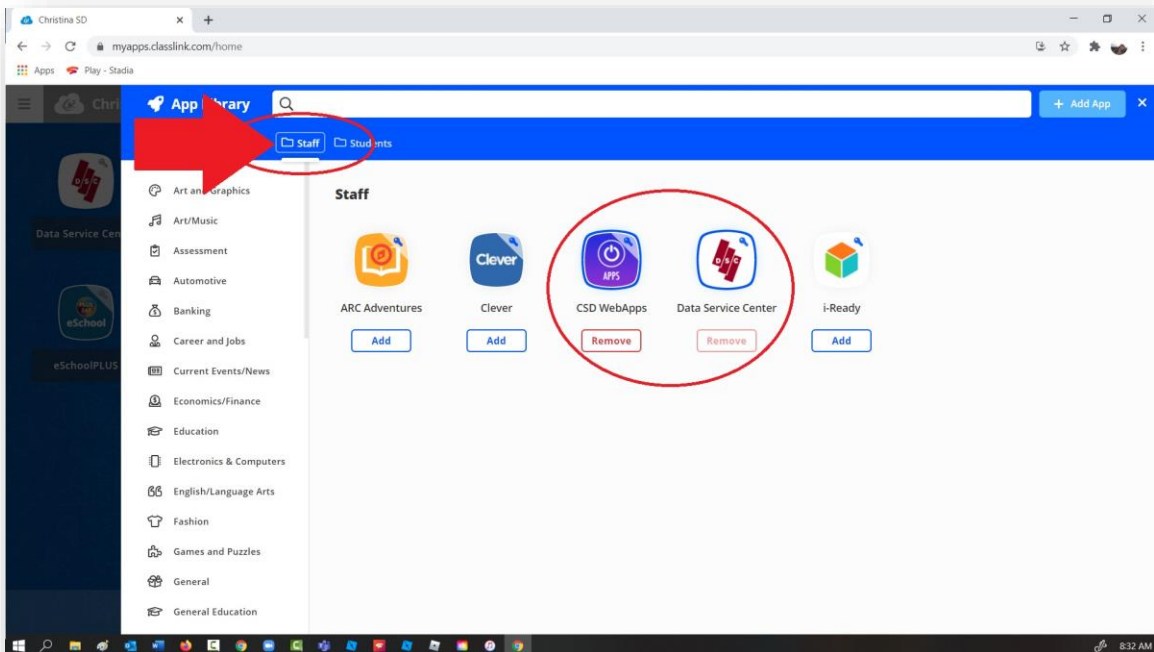 Christina SD
myapps.classlink.com/home
Apps Play - Stadia
Chri
App Library
+ Add App
Staff Students
Data Service Cen
eSchool
eSchoolPLUS
Art and Graphics
Art/Music
Assessment
Automotive
Banking
Career and Jobs
Current Events/News
Economics/Finance
Education
Electronics & Computers
English/Language Arts
Fashion
Games and Puzzles
General
General Education
Staff
Clever
APPS
DSC
ARC Adventures Clever CSD WebApps Data Service Center i-Ready
Add Add Remove Remove Add
8:32 AM